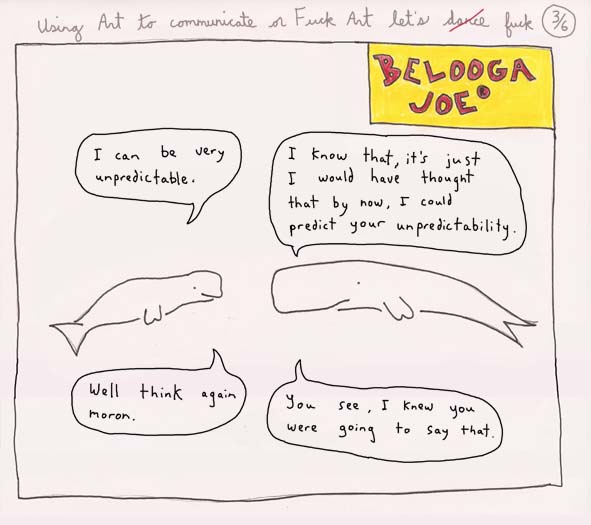 Using Art to communicate or Fuck Art let's dance fuck 3/6
BELOOGA
JOE®
I can be very
unpredictable.
I know that, it's just
I would have thought
that by now, I could
predict your unpredictability.
Well think again
moron.
You see, I knew you
were going to say that.